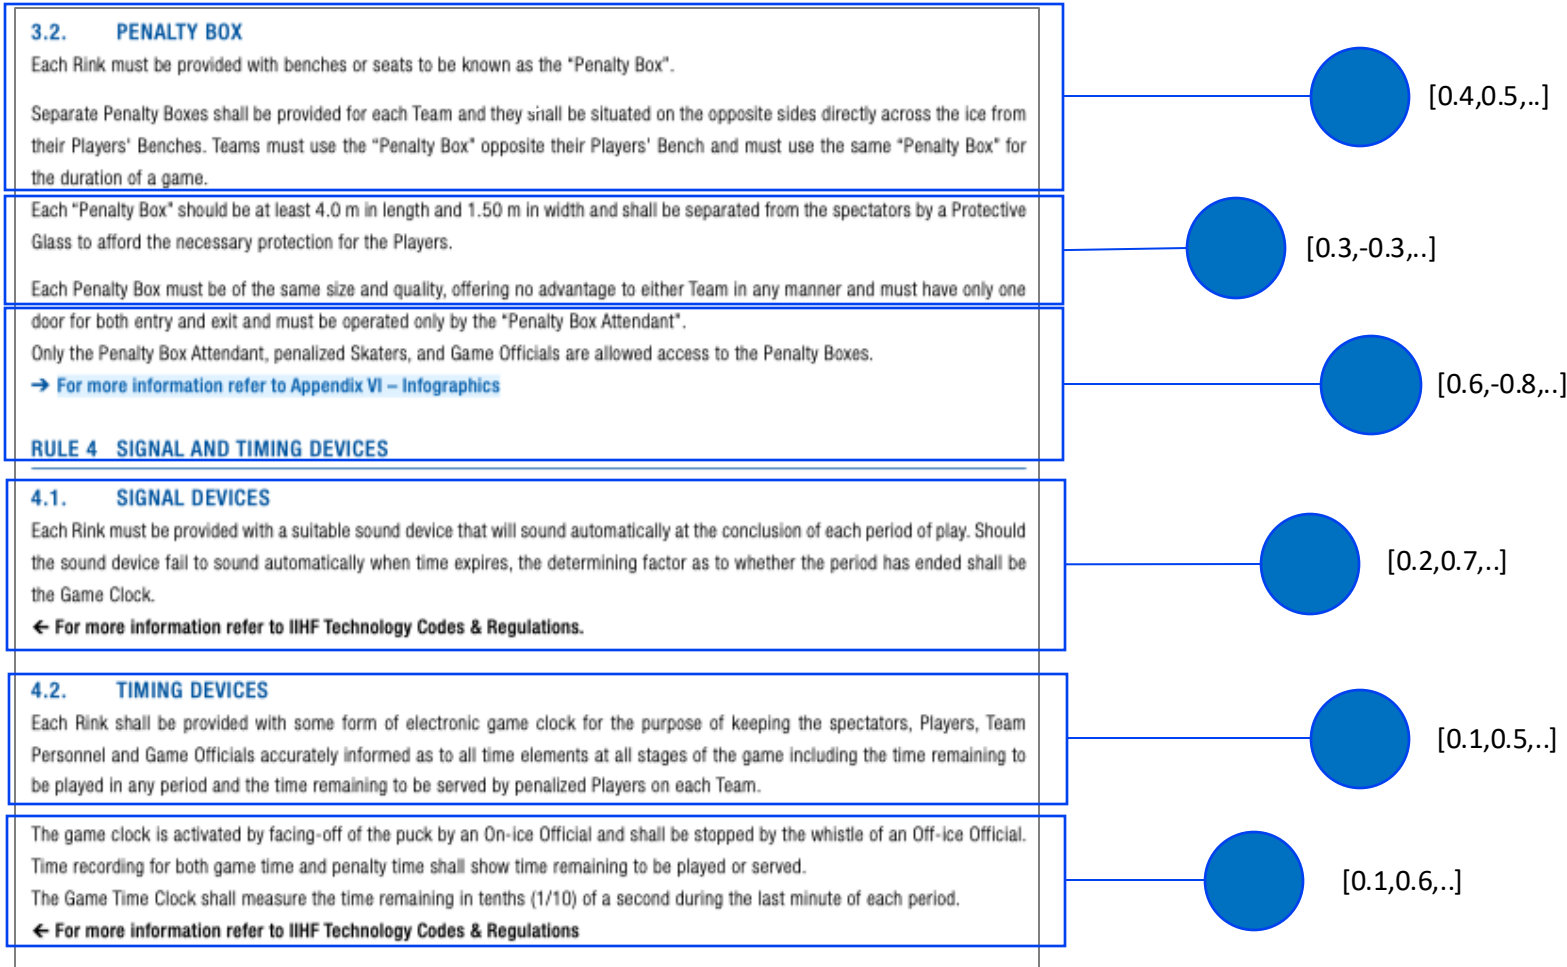 3.2. PENALTY BOX
Each Rink must be provided with benches or seats to be known as the "Penalty Box".
[0.4,0.5,..]
Separate Penalty Boxes shall be provided for each Team and they shall be situated on the opposite sides directly across the ice from
their Players' Benches. Teams must use the "Penalty Box" opposite their Players' Bench and must use the same "Penalty Box" for
the duration of a game.
Each "Penalty Box" should be at least 4.0 m in length and 1.50 m in width and shall be separated from the spectators by a Protective
Glass to afford the necessary protection for the Players.
[0.3,-0.3,..]
Each Penalty Box must be of the same size and quality, offering no advantage to either Team in any manner and must have only one
door for both entry and exit and must be operated only by the "Penalty Box Attendant".
Only the Penalty Box Attendant, penalized Skaters, and Game Officials are allowed access to the Penalty Boxes.
→ For more information refer to Appendix VI – Infographics
[0.6,-0.8,..]
RULE 4 SIGNAL AND TIMING DEVICES
4.1. SIGNAL DEVICES
Each Rink must be provided with a suitable sound device that will sound automatically at the conclusion of each period of play. Should
the sound device fail to sound automatically when time expires, the determining factor as to whether the period has ended shall be
the Game Clock.
[0.2,0.7,..]
← For more information refer to IIHF Technology Codes & Regulations.
4.2. TIMING DEVICES
Each Rink shall be provided with some form of electronic game clock for the purpose of keeping the spectators, Players, Team
Personnel and Game Officials accurately informed as to all time elements at all stages of the game including the time remaining to
be played in any period and the time remaining to be served by penalized Players on each Team.
[0.1,0.5,..]
The game clock is activated by facing-off of the puck by an On-ice Official and shall be stopped by the whistle of an Off-ice Official.
Time recording for both game time and penalty time shall show time remaining to be played or served.
The Game Time Clock shall measure the time remaining in tenths (1/10) of a second during the last minute of each period.
[0.1,0.6,..]
← For more information refer to IIHF Technology Codes & Regulations